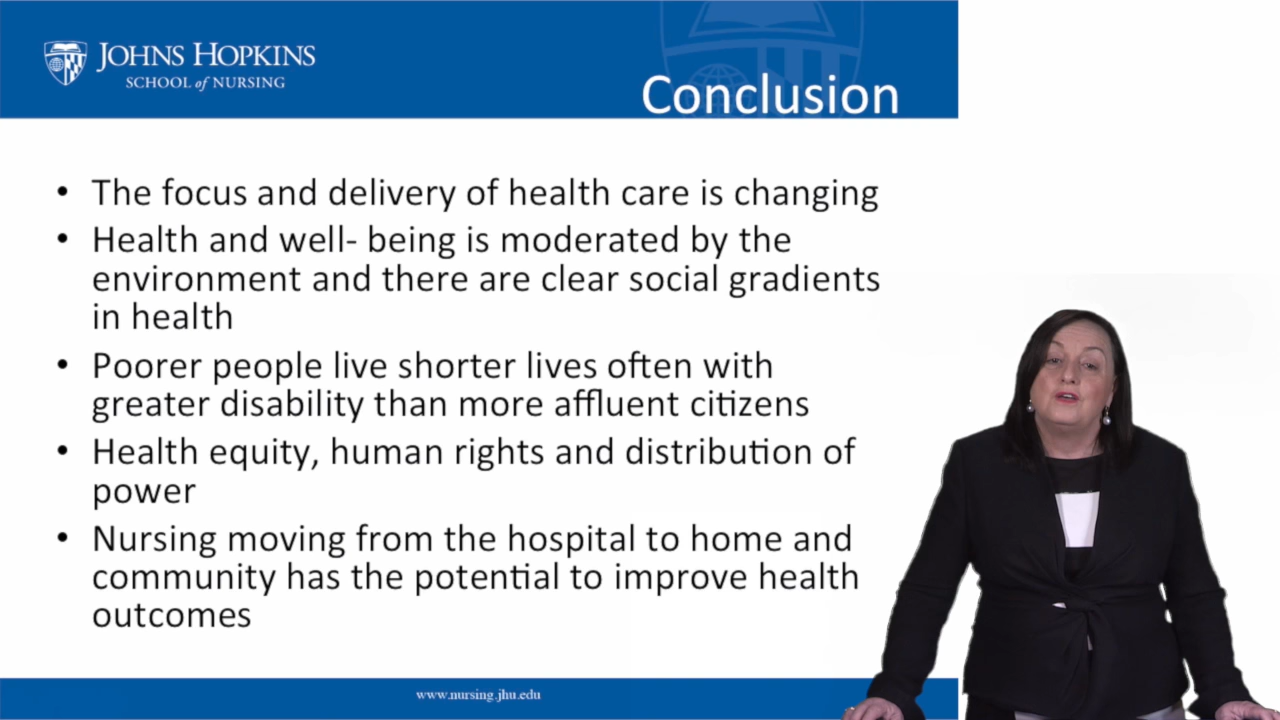 JOHNS HOPKINS
SCHOOL of NURSING
Conclusion
• The focus and delivery of health care is changing
• Health and well- being is moderated by the
environment and there are clear social gradients
in health
• Poorer people live shorter lives often with
greater disability than more affluent citizens
• Health equity, human rights and distribution of
power
• Nursing moving from the hospital to home and
community has the potential to improve health
outcomes
www.nursing.jhu.edu